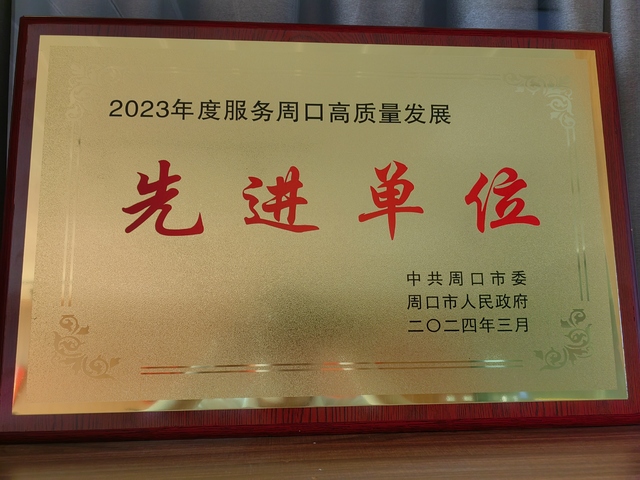 2023年度服务周口高质量发展
先进单位
中共周口市委
周口市人民政府
二〇二四年三月